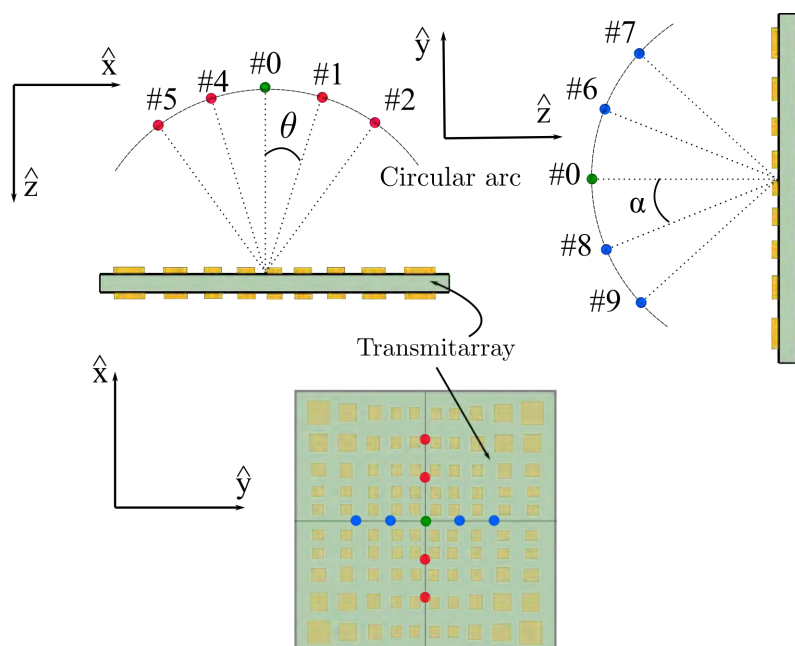 x̂
#5
#4
#0
#1
#2
θ
ẑ
Circular arc
ŷ
#7
#6
ẑ
#0
α
#8
#9
Transmitarray
x̂
ŷ